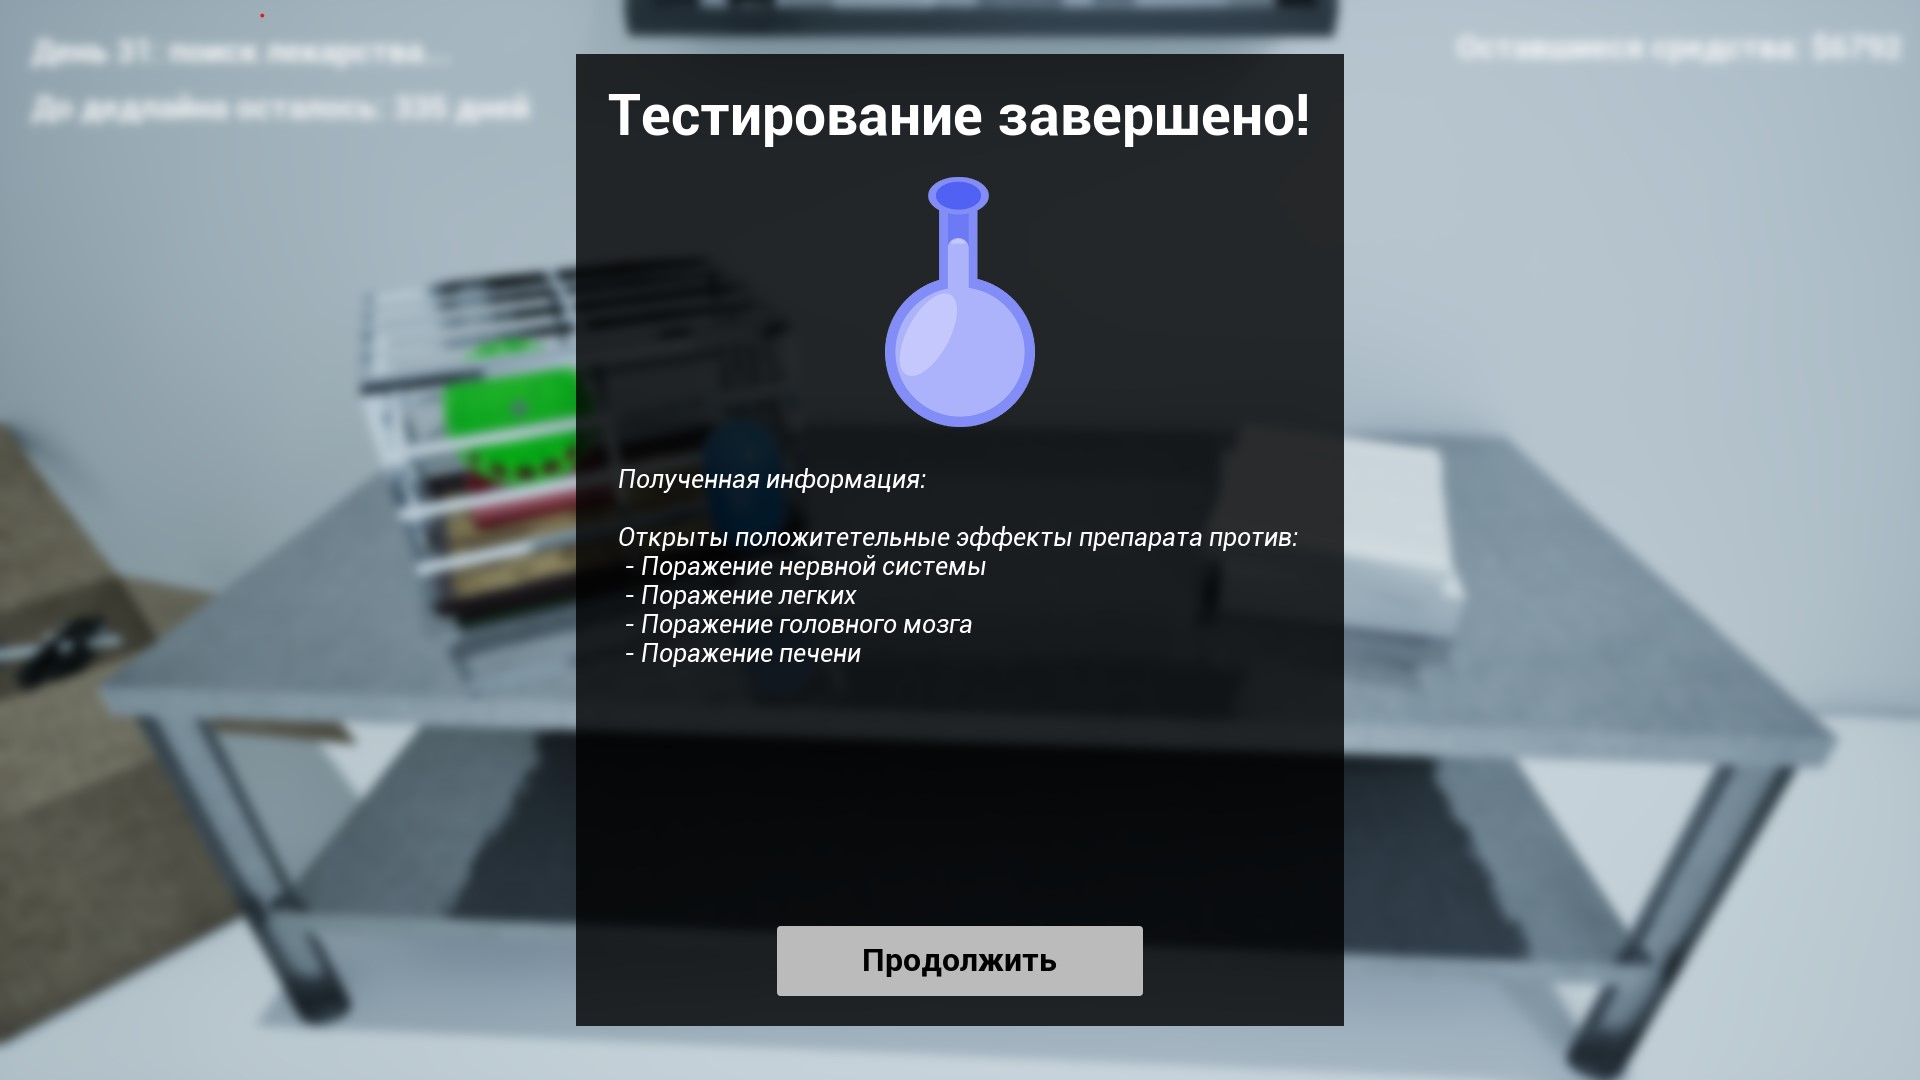 День 31: поиск лекарства...
До дедлайна осталось: 335 дней
Оставшиеся средства: $6792
Тестирование завершено!
Полученная информация:
Открыты положитетельные эффекты препарата против:
- Поражение нервной системы
- Поражение легких
- Поражение головного мозга
- Поражение печени
Продолжить